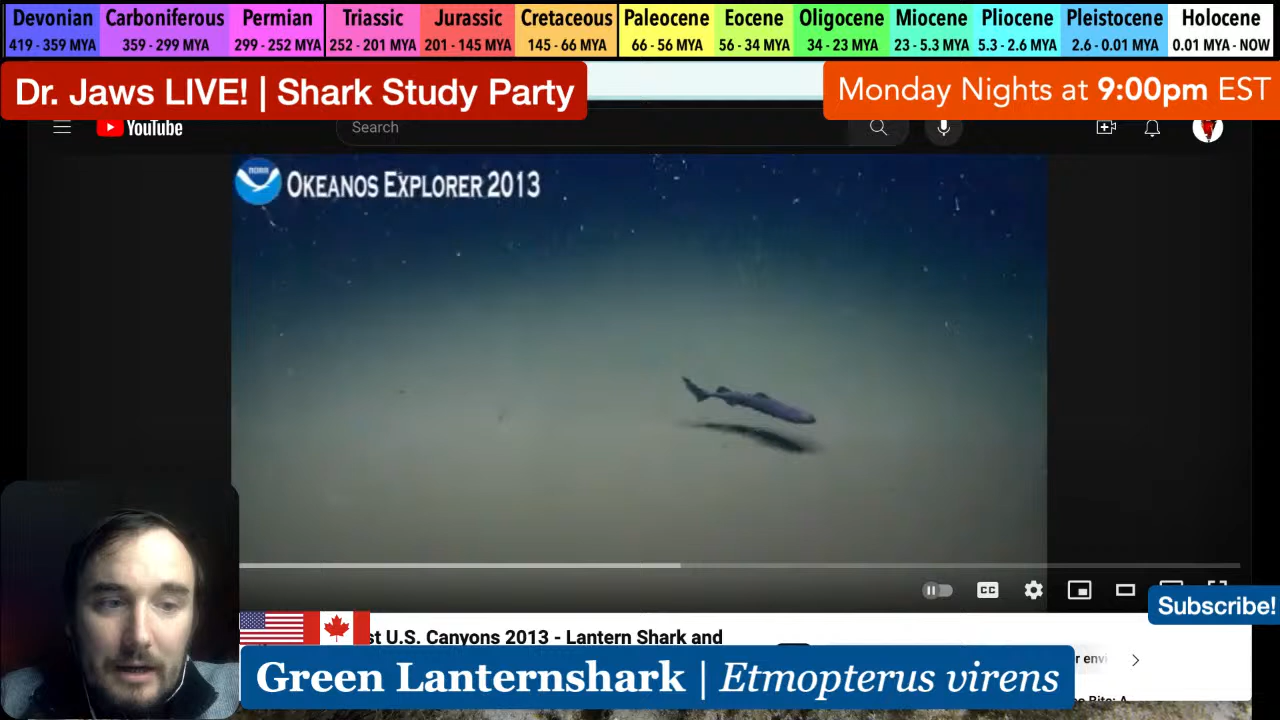 Devonian Carboniferous Permian Triassic Jurassic Cretaceous Paleocene Eocene Oligocene Miocene Pliocene Pleistocene Holocene
419 - 359 MYA 359 - 299 MYA 299 - 252 MYA 252 - 201 MYA 201 - 145 MYA 145 - 66 MYA 66 - 56 MYA 56 - 34 MYA 34 - 23 MYA 23 - 5.3 MYA 5.3 - 2.6 MYA 2.6 - 0.01 MYA 0.01 MYA - NOW
Dr. Jaws LIVE! | Shark Study Party
Monday Nights at 9:00pm EST
YouTube
Search
NOAA
OKEANOS EXPLORER 2013
CC
Subscribe!
st U.S. Canyons 2013 - Lantern Shark and
r envi
Green Lanternshark | Etmopterus virens